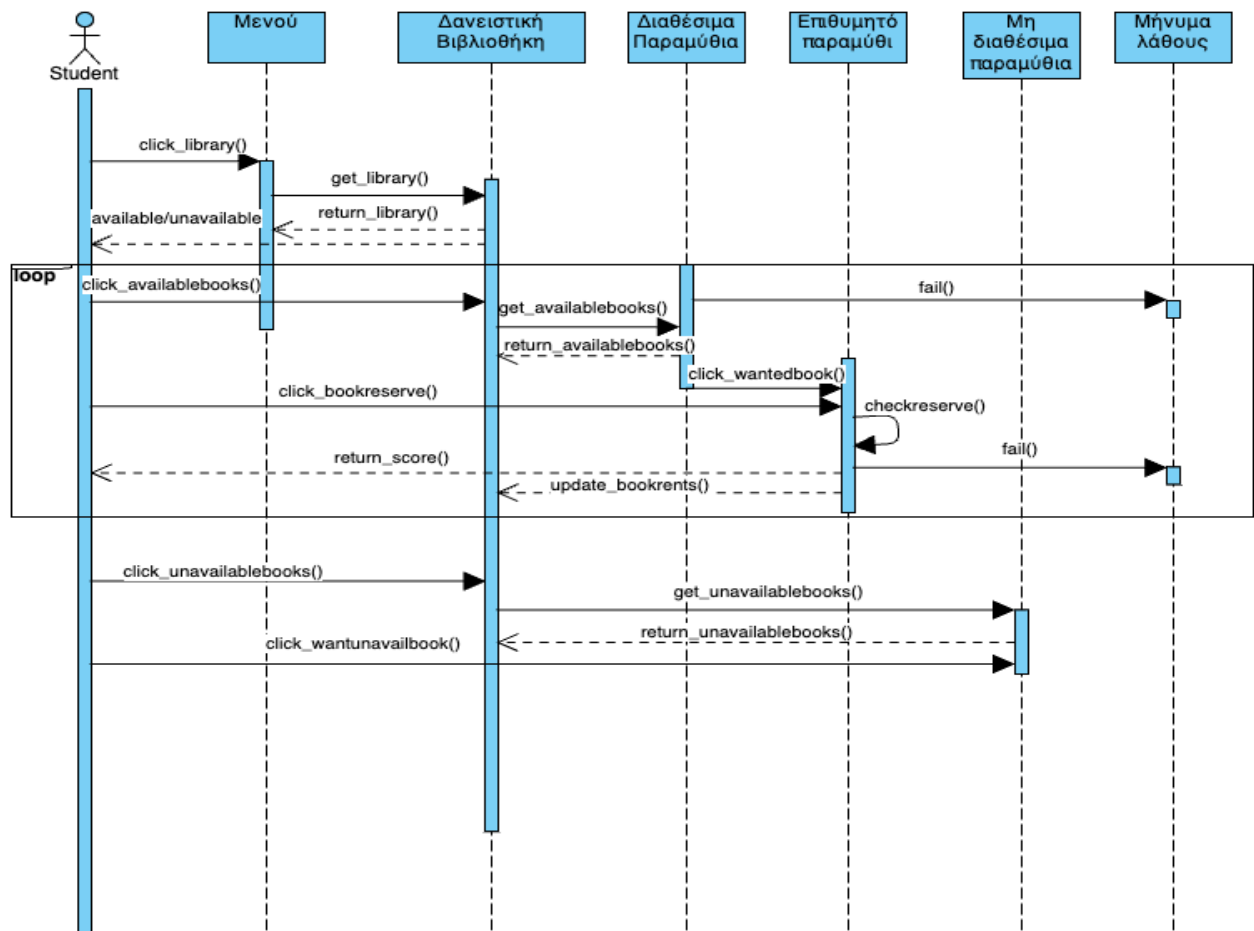 Student
Μενού
Δανειστική
Βιβλιοθήκη
Διαθέσιμα
Παραμύθια
Επιθυμητό
παραμύθι
Μη
διαθέσιμα
παραμύθια
Μήνυμα
λάθους
click_library()
get_library()
return_library()
available/unavailable
loop
click_availablebooks()
fail()
get_availablebooks()
return_availablebooks()
click_wantedbook()
click_bookreserve()
checkreserve()
fail()
return_score()
update_bookrents()
click_unavailablebooks()
get_unavailablebooks()
return_unavailablebooks()
click_wantunavailbook()